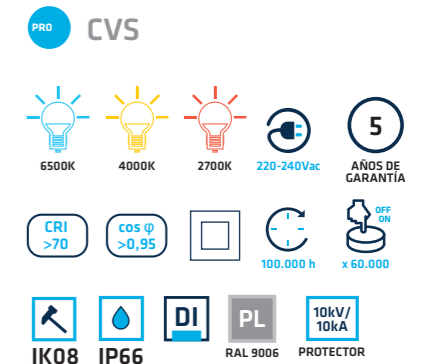 PRO CVS
6500K 4000K 2700K 220-240Vac 5
AÑOS DE
GARANTÍA
CRI
>70
cos φ
>0,95
100.000 h
OFF
ON
x 60.000
IK08 IP66 DI PL
RAL 9006
10kV/
10kA
PROTECTOR